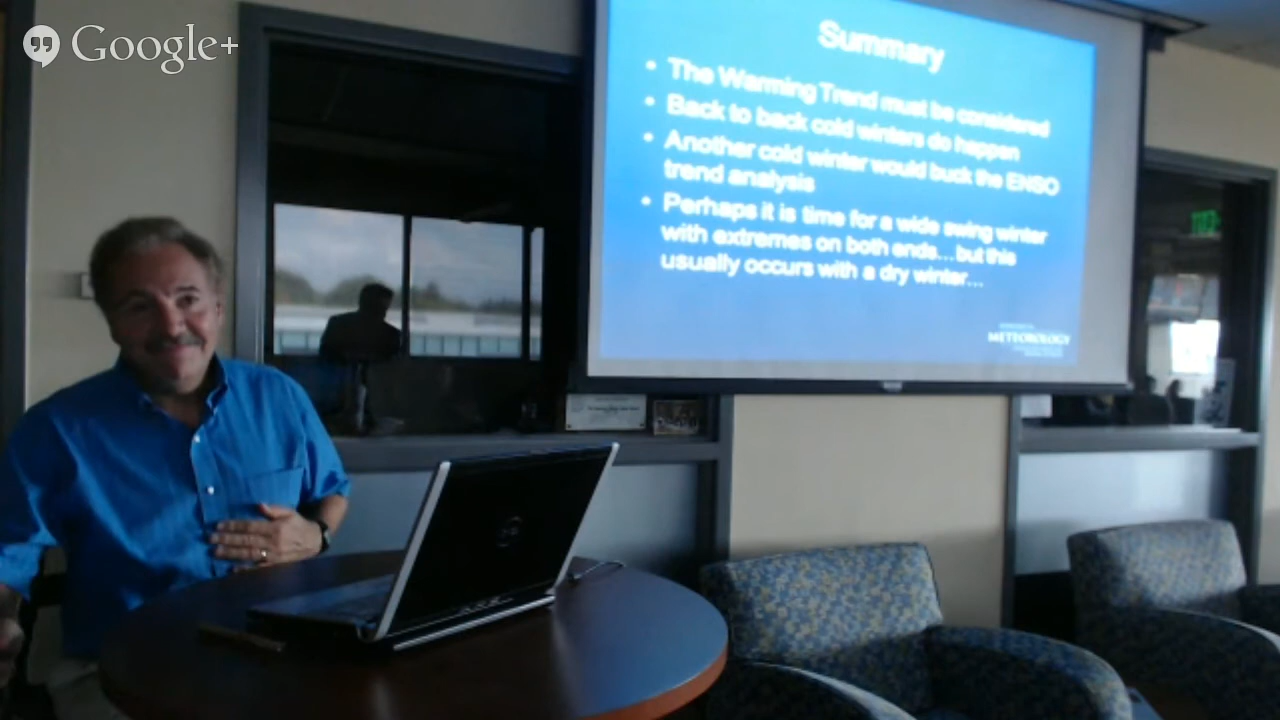 Google+
Summary
• The Warming Trend must be considered
• Back to back cold winters do happen
• Another cold winter would buck the ENSO
trend analysis
• Perhaps it is time for a wide swing winter
with extremes on both ends... but this
usually occurs with a dry winter...
METEOROLOGY